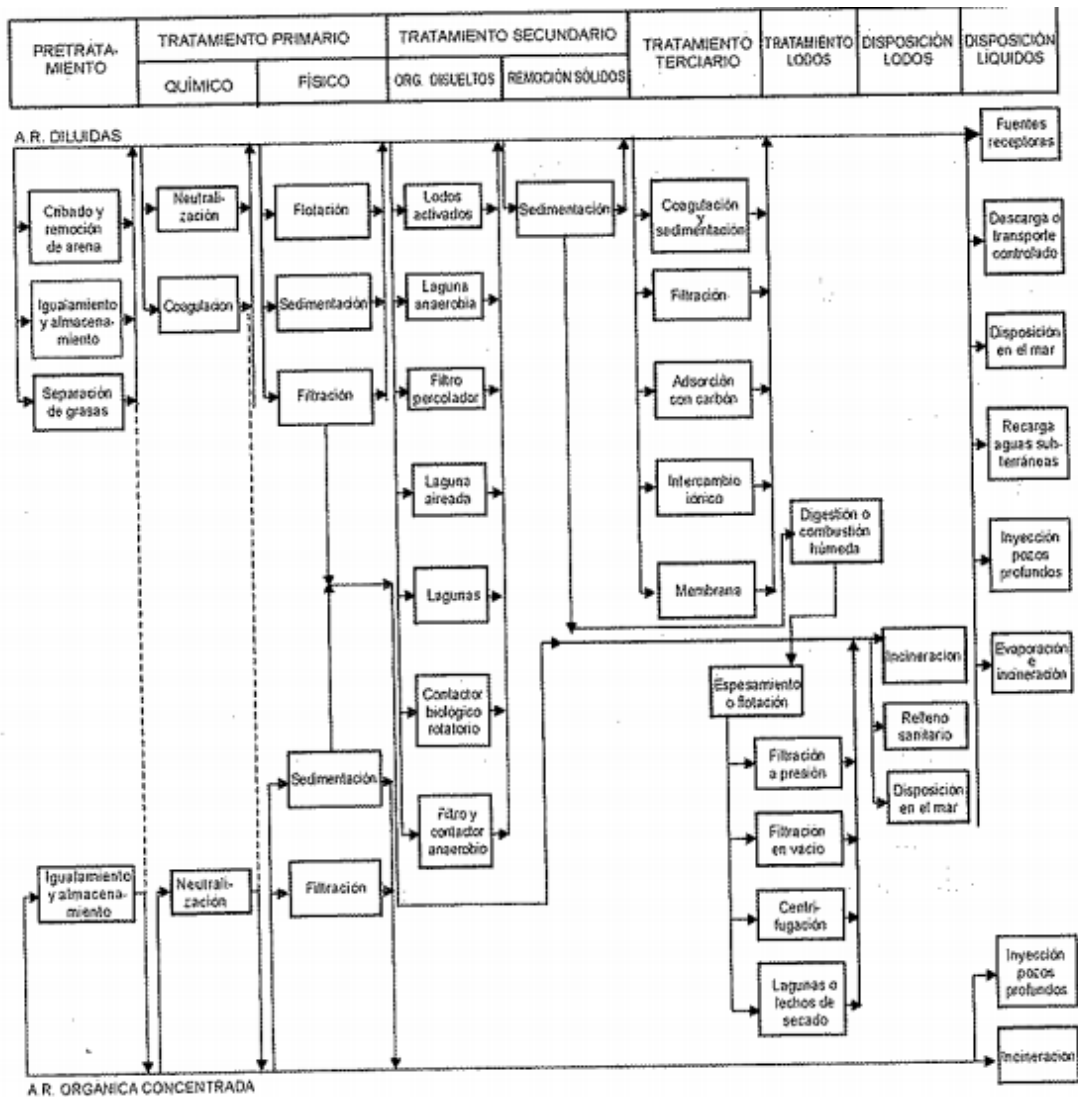 PRETRATA-
MIENTO
TRATAMIENTO PRIMARIO
QUÍMICO
FÍSICO
TRATAMIENTO SECUNDARIO
ORG. DISUELTOS
REMOCIÓN SÓLIDOS
TRATAMIENTO
TERCIARIO
TRATAMIENTO
LODOS
DISPOSICIÓN
LODOS
DISPOSICIÓN
LÍQUIDOS
A.R. DILUIDAS
Cribado y
remoción
de arena
Igualamiento
y almacena-
miento
Separación
de grasas
Neutrali-
zación
Coagulación
Flotación
Sedimentación
Filtración
Lodos
activados
Laguna
anaerobia
Filtro
percolador
Laguna
aireada
Lagunas
Contactor
biológico
rotatorio
Filtro y
contactor
anaerobio
Sedimentación
Coagulación
y
sedimentación
Filtración
Adsorción
con carbón
Intercambio
iónico
Membrana
Digestión o
combustión
húmeda
Espesamiento
o flotación
Filtración
a presión
Filtración
en vacío
Centri-
fugación
Lagunas o
lechos de
secado
Incineración
Relleno
sanitario
Disposición
en el mar
Fuentes
receptoras
Descarga o
transporte
controlado
Disposición
en el mar
Recarga
aguas sub-
terráneas
Inyección
pozos
profundos
Evaporación
e
incineración
Sedimentación
Filtración
Igualamiento
y almacena-
miento
Neutrali-
zación
Inyección
pozos
profundos
Incineración
A.R. ORGÁNICA CONCENTRADA